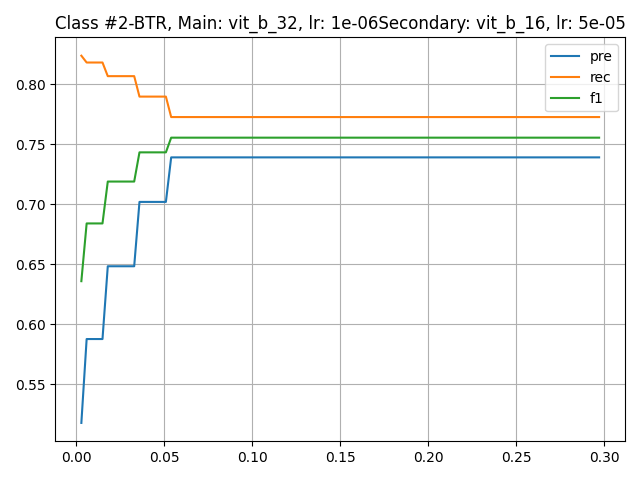 Class #2-BTR, Main: vit_b_32, lr: 1e-06Secondary: vit_b_16, lr: 5e-05
pre
rec
f1
0.80
0.75
0.70
0.65
0.60
0.55
0.00 0.05 0.10 0.15 0.20 0.25 0.30